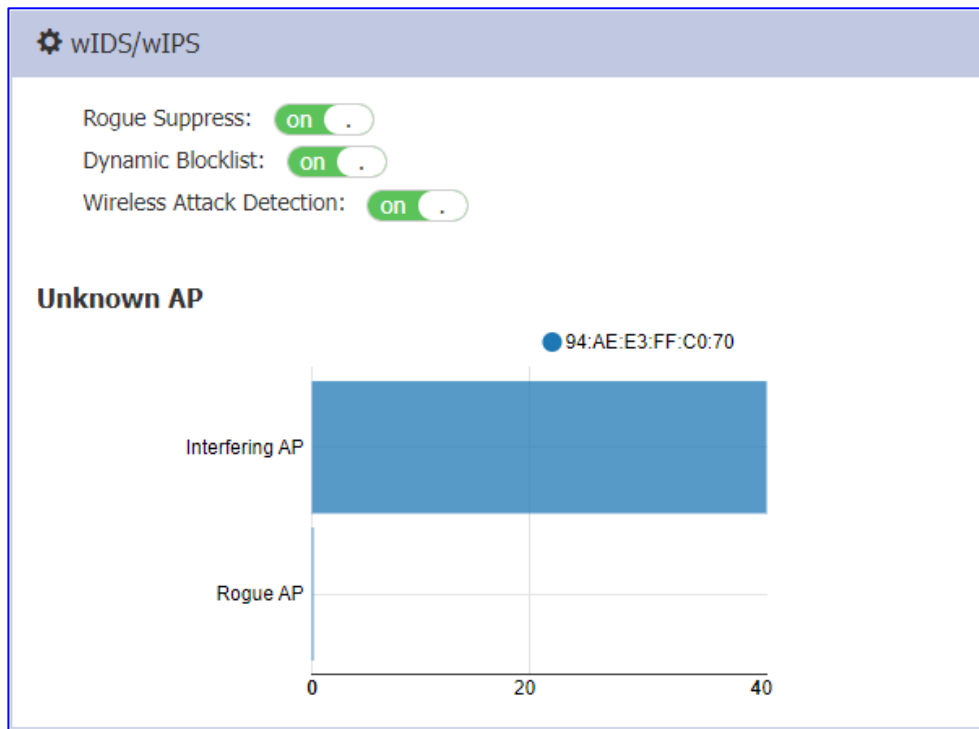 wIDS/wIPS
Rogue Suppress: on .
Dynamic Blocklist: on .
Wireless Attack Detection: on .
Unknown AP
94:AE:E3:FF:C0:70
Interfering AP
Rogue AP
0 20 40